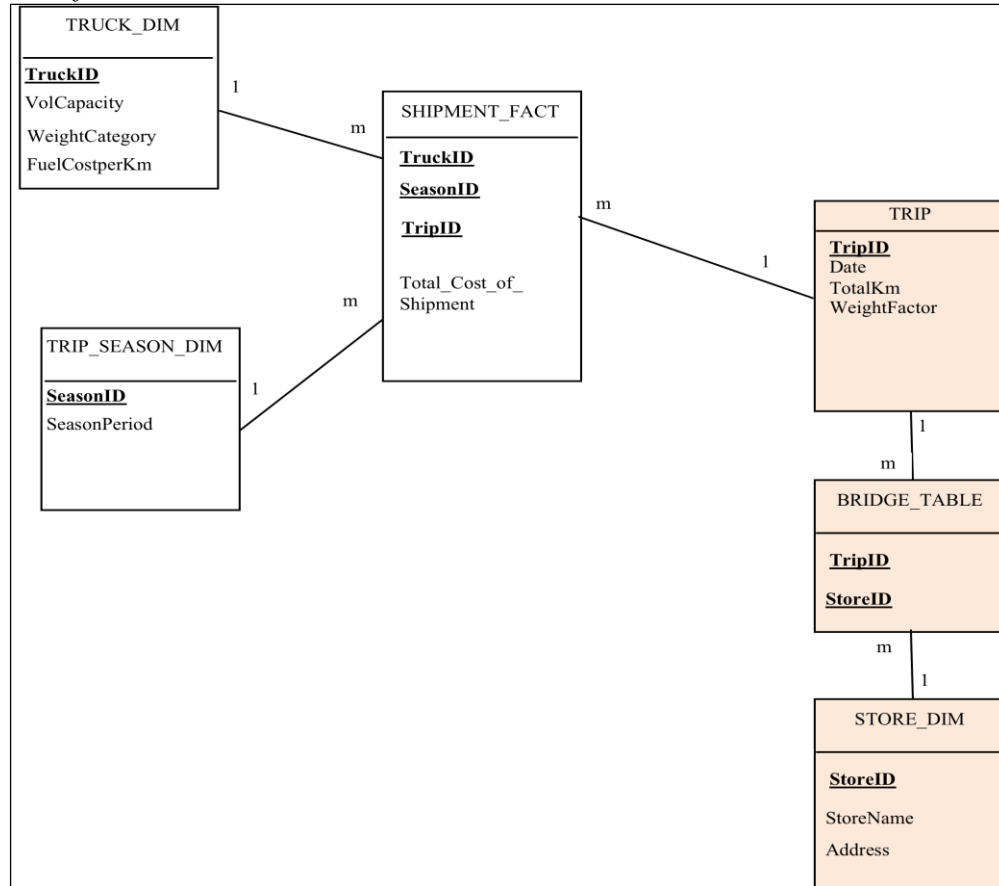 TRUCK_DIM
TruckID
VolCapacity
WeightCategory
FuelCostperKm
1
m
SHIPMENT_FACT
TruckID
SeasonID
TripID
Total_Cost_of_
Shipment
m
1
TRIP
TripID
Date
TotalKm
WeightFactor
m
1
TRIP_SEASON_DIM
SeasonID
SeasonPeriod
1
m
BRIDGE_TABLE
TripID
StoreID
m
1
STORE_DIM
StoreID
StoreName
Address